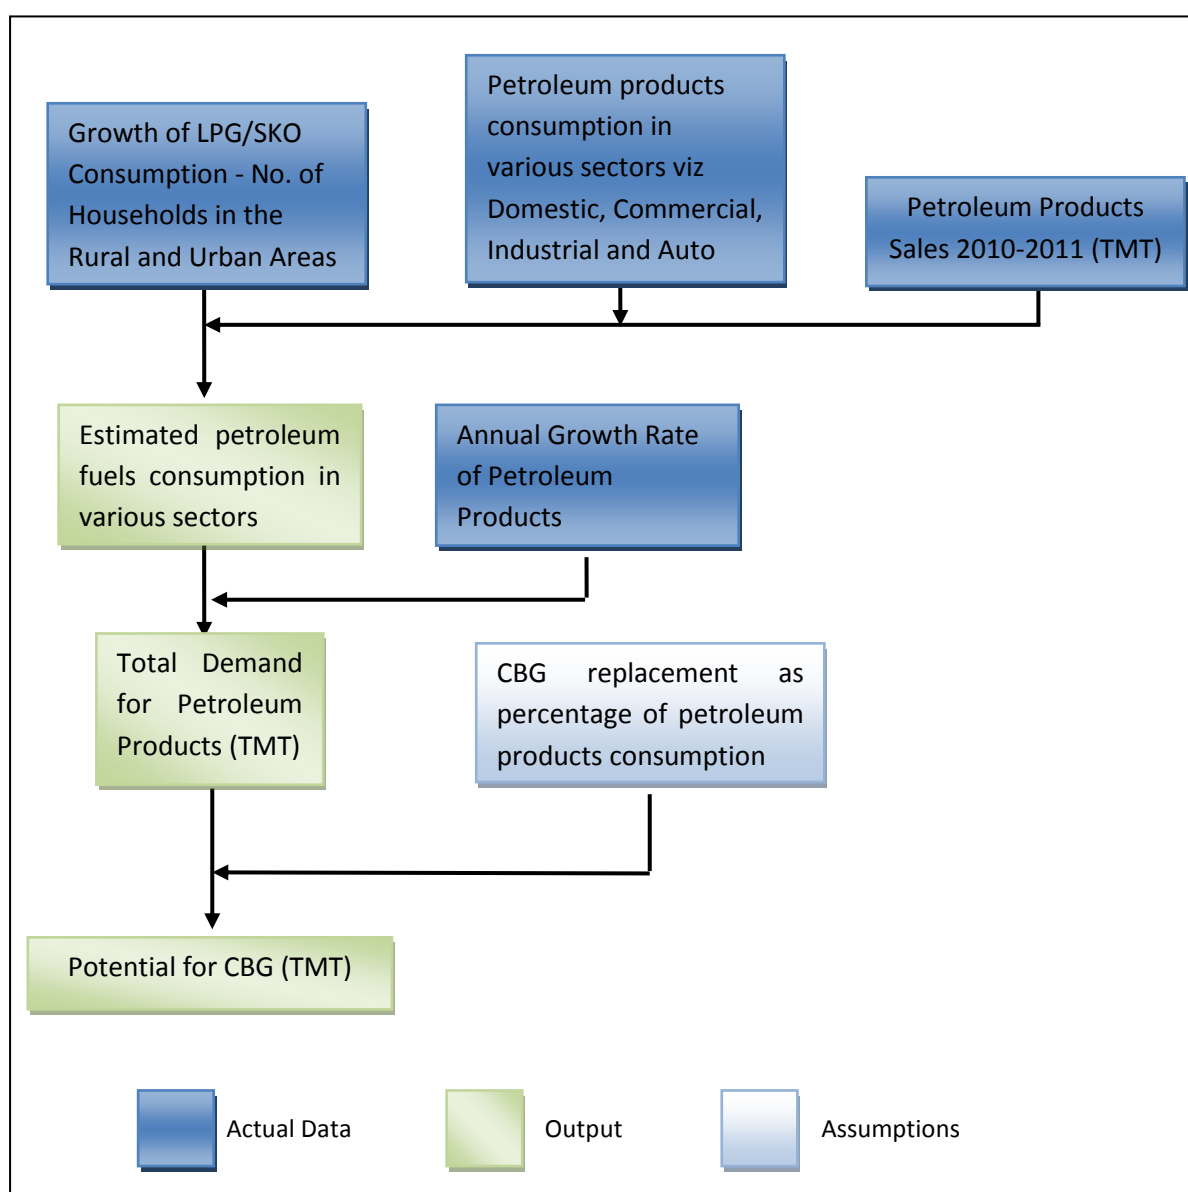 Growth of LPG/SKO
Consumption - No. of
Households in the
Rural and Urban Areas
Petroleum products
consumption in
various sectors viz
Domestic, Commercial,
Industrial and Auto
Petroleum Products
Sales 2010-2011 (TMT)
Estimated petroleum
fuels consumption in
various sectors
Annual Growth Rate
of Petroleum
Products
Total Demand
for Petroleum
Products (TMT)
CBG replacement as
percentage of petroleum
products consumption
Potential for CBG (TMT)
Actual Data
Output
Assumptions